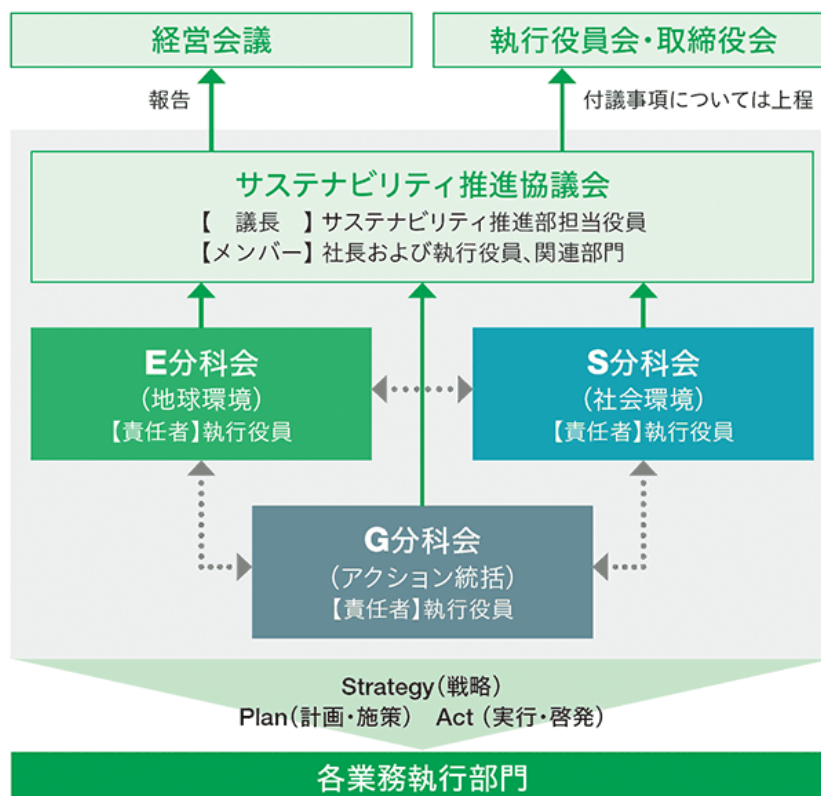 経営会議
執行役員会・取締役会
報告
付議事項については上程
サステナビリティ推進協議会
【　議長　】サステナビリティ推進部担当役員
【メンバー】社長および執行役員、関連部門
E分科会
(地球環境)
【責任者】執行役員
S分科会
(社会環境)
【責任者】執行役員
G分科会
(アクション統括)
【責任者】執行役員
Strategy(戦略)
Plan(計画・施策)　Act (実行・啓発)
各業務執行部門